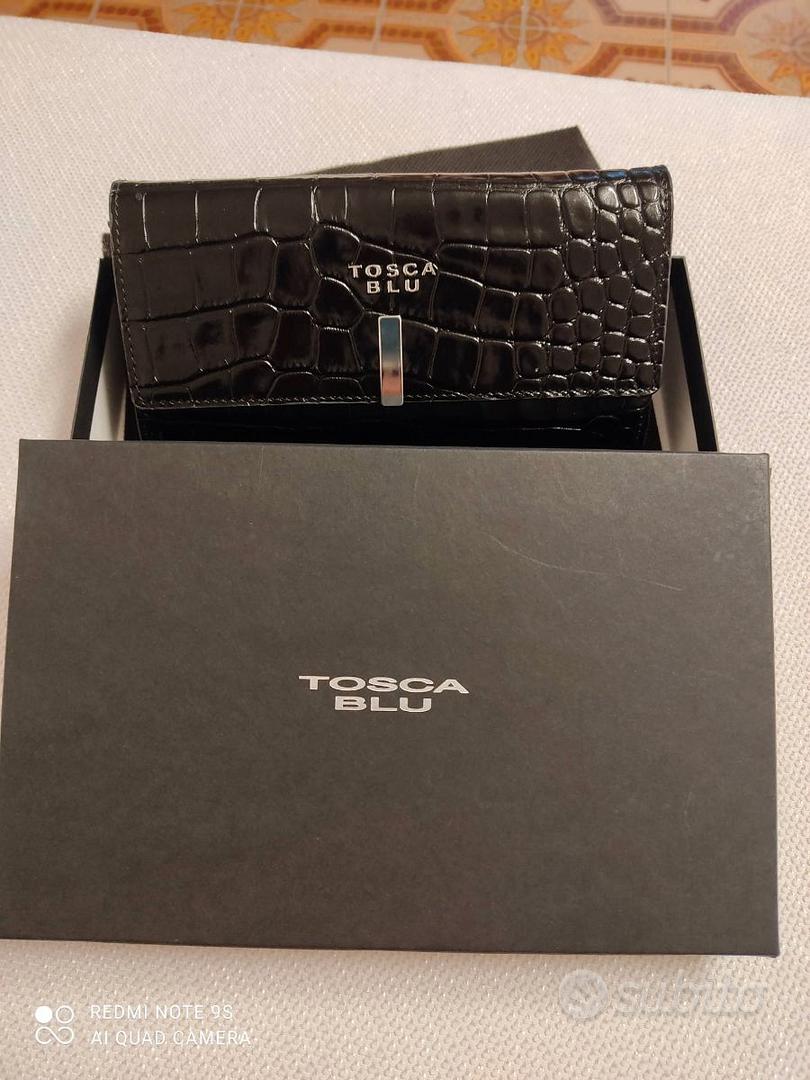 TOSCA
BLU
TOSCA
BLU
REDMI NOTE 9S
AI QUAD CAMERA
subito